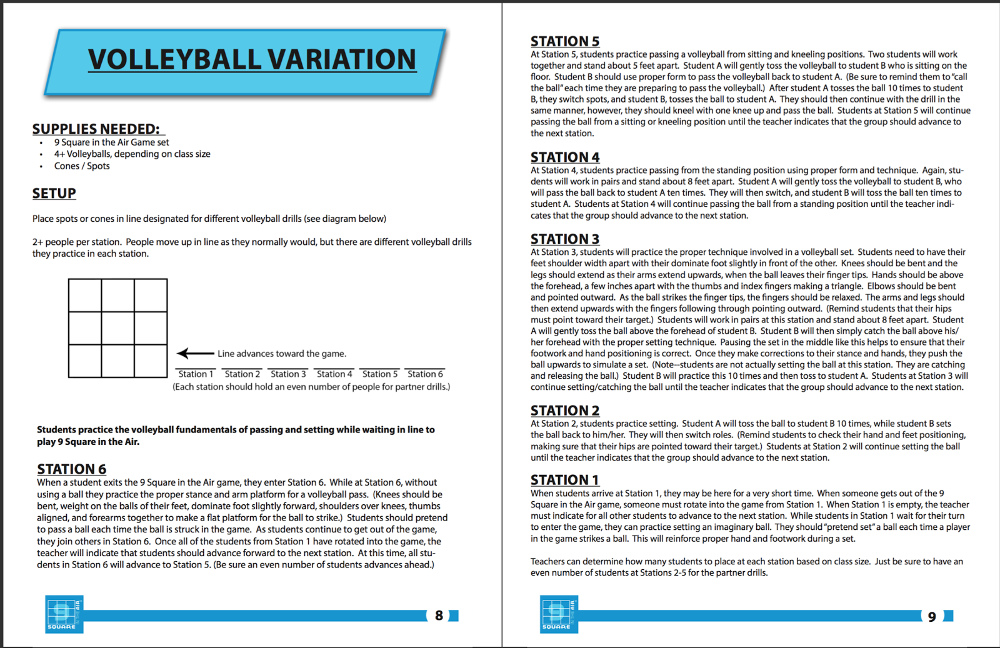 VOLLEYBALL VARIATION
SUPPLIES NEEDED:
• 9 Square in the Air Game set
• 4+ Volleyballs, depending on class size
• Cones / Spots
SETUP
Place spots or cones in line designated for different volleyball drills (see diagram below)
2+ people per station. People move up in line as they normally would, but there are different volleyball drills
they practice in each station.
Line advances toward the game.
Station 1 Station 2 Station 3 Station 4 Station 5 Station 6
(Each station should hold an even number of people for partner drills.)
Students practice the volleyball fundamentals of passing and setting while waiting in line to
play 9 Square in the Air.
STATION 6
When a student exits the 9 Square in the Air game, they enter Station 6. While at Station 6, without
using a ball they practice the proper stance and arm platform for a volleyball pass. (Knees should be
bent, weight on the balls of their feet, dominate foot slightly forward, shoulders over knees, thumbs
aligned, and forearms together to make a flat platform for the ball to strike.) Students should pretend
to pass a ball each time the ball is struck in the game. As students continue to get out of the game,
they join others in Station 6. Once all of the students from Station 1 have rotated into the game, the
teacher will indicate that students should advance forward to the next station. At this time, all stu-
dents in Station 6 will advance to Station 5. (Be sure an even number of students advances ahead.)
9
SQUARE
IN THE AIR
8
STATION 5
At Station 5, students practice passing a volleyball from sitting and kneeling positions. Two students will work
together and stand about 5 feet apart. Student A will gently toss the volleyball to student B who is sitting on the
floor. Student B should use proper form to pass the volleyball back to student A. (Be sure to remind them to "call
the ball" each time they are preparing to pass the volleyball.) After student A tosses the ball 10 times to student
B, they switch spots, and student B, tosses the ball to student A. They should then continue with the drill in the
same manner, however, they should kneel with one knee up and pass the ball. Students at Station 5 will continue
passing the ball from a sitting or kneeling position until the teacher indicates that the group should advance to
the next station.
STATION 4
At Station 4, students practice passing from the standing position using proper form and technique. Again, stu-
dents will work in pairs and stand about 8 feet apart. Student A will gently toss the volleyball to student B, who
will pass the ball back to student A ten times. They will then switch, and student B will toss the ball ten times to
student A. Students at Station 4 will continue passing the ball from a standing position until the teacher indi-
cates that the group should advance to the next station.
STATION 3
At Station 3, students will practice the proper technique involved in a volleyball set. Students need to have their
feet shoulder width apart with their dominate foot slightly in front of the other. Knees should be bent and the
legs should extend as their arms extend upwards, when the ball leaves their finger tips. Hands should be above
the forehead, a few inches apart with the thumbs and index fingers making a triangle. Elbows should be bent
and pointed outward. As the ball strikes the finger tips, the fingers should be relaxed. The arms and legs should
then extend upwards with the fingers following through pointing outward. (Remind students that their hips
must point toward their target.) Students will work in pairs at this station and stand about 8 feet apart. Student
A will gently toss the ball above the forehead of student B. Student B will then simply catch the ball above his/
her forehead with the proper setting technique. Pausing the set in the middle like this helps to ensure that their
footwork and hand positioning is correct. Once they make corrections to their stance and hands, they push the
ball upwards to simulate a set. (Note--students are not actually setting the ball at this station. They are catching
and releasing the ball.) Student B will practice this 10 times and then toss to student A. Students at Station 3 will
continue setting/catching the ball until the teacher indicates that the group should advance to the next station.
STATION 2
At Station 2, students practice setting. Student A will toss the ball to student B 10 times, while student B sets
the ball back to him/her. They will then switch roles. (Remind students to check their hand and feet positioning,
making sure that their hips are pointed toward their target.) Students at Station 2 will continue setting the ball
until the teacher indicates that the group should advance to the next station.
STATION 1
When students arrive at Station 1, they may be here for a very short time. When someone gets out of the 9
Square in the Air game, someone must rotate into the game from Station 1. When Station 1 is empty, the teacher
must indicate for all other students to advance to the next station. While students in Station 1 wait for their turn
to enter the game, they can practice setting an imaginary ball. They should "pretend set" a ball each time a player
in the game strikes a ball. This will reinforce proper hand and footwork during a set.
Teachers can determine how many students to place at each station based on class size. Just be sure to have an
even number of students at Stations 2-5 for the partner drills.
9
SQUARE
IN THE AIR
9